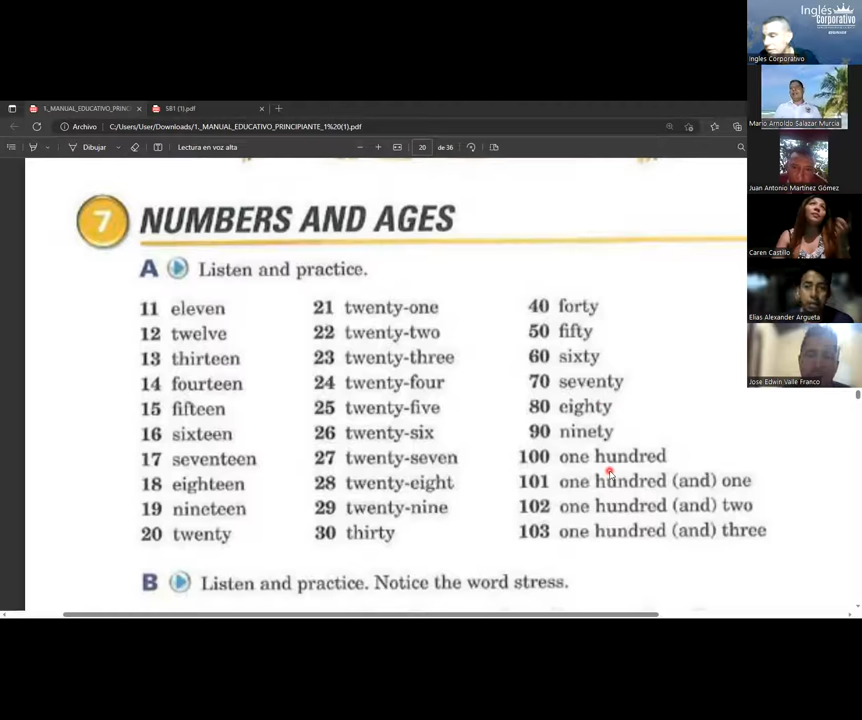 Inglés
Corporativo
Ingles Corporativo
Mario Arnoldo Salazar Murcia
Juan Antonio Martínez Gómez
Caren Castillo
Elias Alexander Argueta
Jose Edwin Valle Franco
1._MANUAL_EDUCATIVO_PRINC
SB1 (1).pdf
Archivo
C:/Users/User/Downloads/1._MANUAL_EDUCATIVO_PRINCIPIANTE_1%20(1).pdf
Dibujar
Lectura en voz alta
20
de 36
7 NUMBERS AND AGES
A Listen and practice.
11 eleven
12 twelve
13 thirteen
14 fourteen
15 fifteen
16 sixteen
17 seventeen
18 eighteen
19 nineteen
20 twenty
21 twenty-one
22 twenty-two
23 twenty-three
24 twenty-four
25 twenty-five
26 twenty-six
27 twenty-seven
28 twenty-eight
29 twenty-nine
30 thirty
40 forty
50 fifty
60 sixty
70 seventy
80 eighty
90 ninety
100 one hundred
101 one hundred (and) one
102 one hundred (and) two
103 one hundred (and) three
B Listen and practice. Notice the word stress.